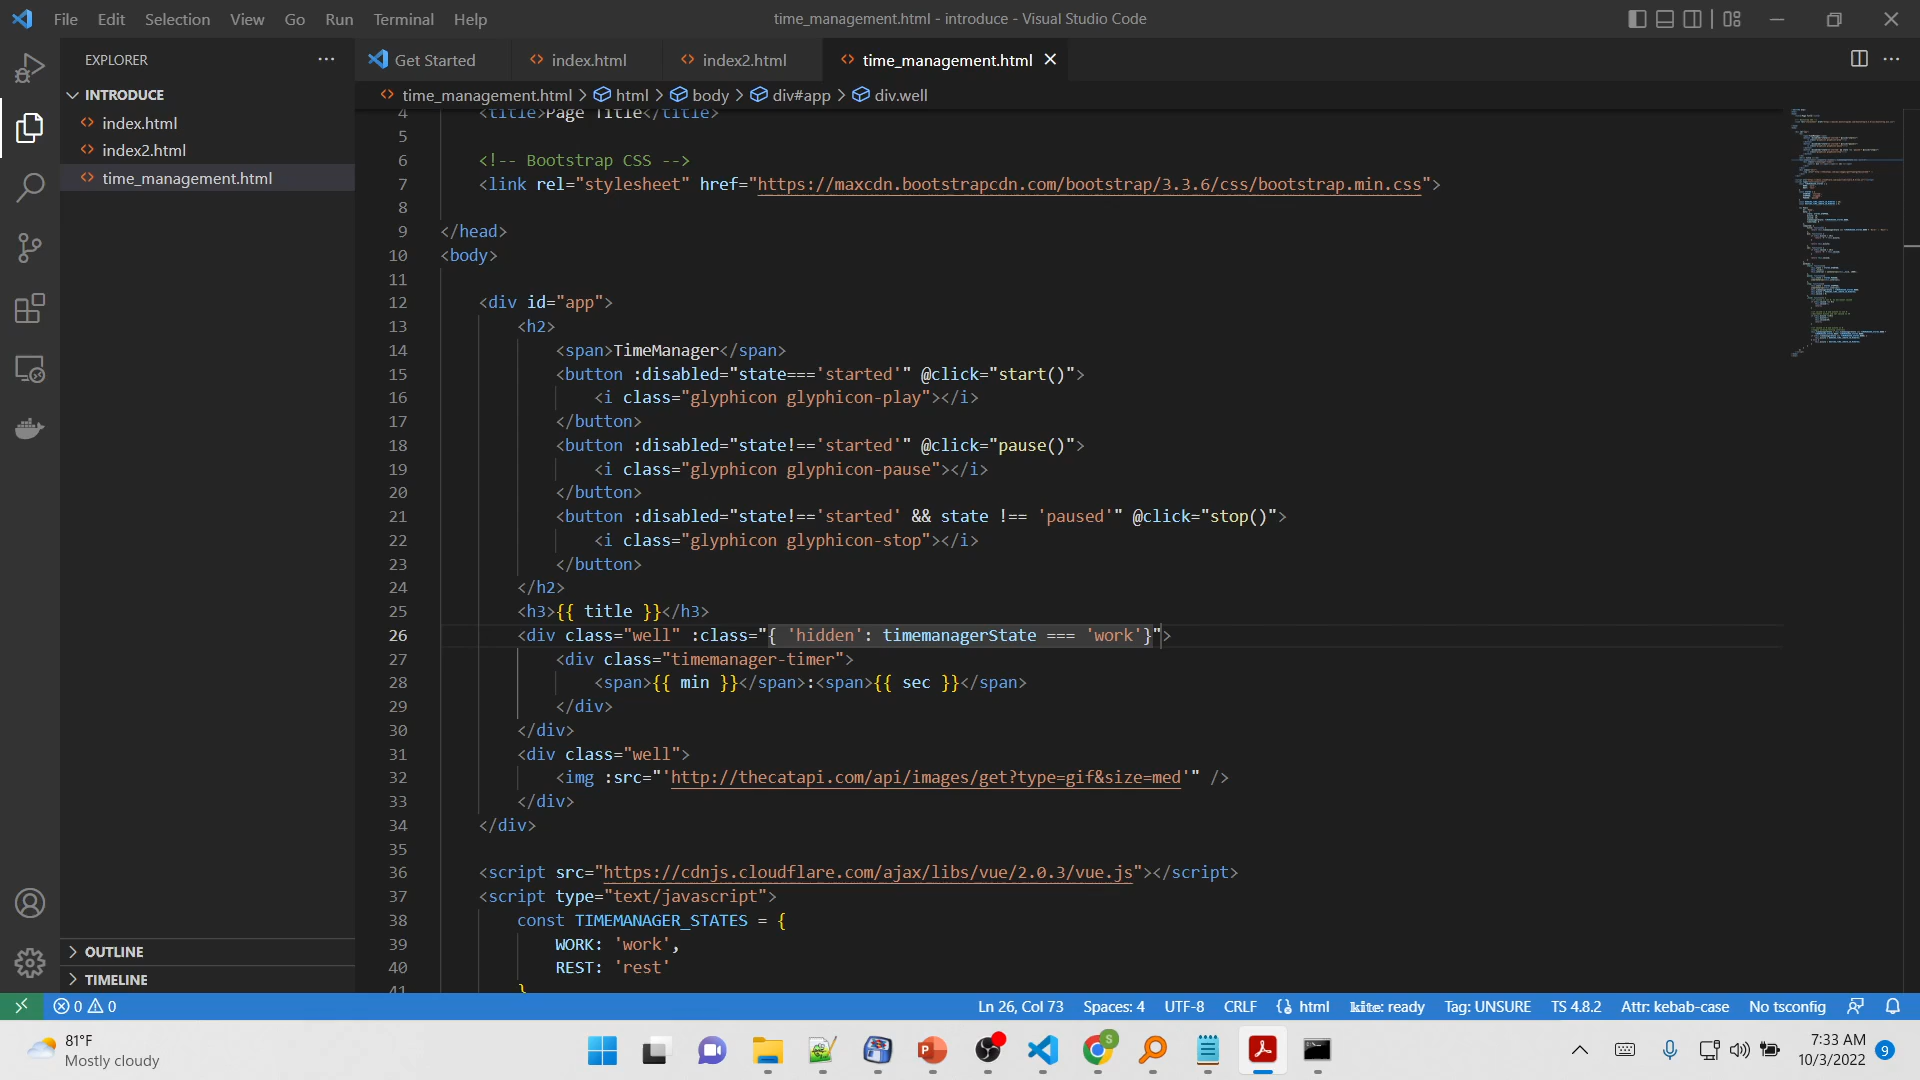 File Edit Selection View Go Run Terminal Help
time_management.html - introduce - Visual Studio Code
EXPLORER
INTRODUCE
index.html
index2.html
time_management.html
OUTLINE
TIMELINE
Get Started index.html index2.html time_management.html
time_management.html > html > body > div#app > div.well
4 <title>Page Title</title>
5
6 <!-- Bootstrap CSS -->
7 <link rel="stylesheet" href="https://maxcdn.bootstrapcdn.com/bootstrap/3.3.6/css/bootstrap.min.css">
8
9 </head>
10 <body>
11
12 <div id="app">
13 <h2>
14 <span>TimeManager</span>
15 <button :disabled="state==='started'" @click="start()">
16 <i class="glyphicon glyphicon-play"></i>
17 </button>
18 <button :disabled="state!=='started'" @click="pause()">
19 <i class="glyphicon glyphicon-pause"></i>
20 </button>
21 <button :disabled="state!=='started' && state !== 'paused'" @click="stop()">
22 <i class="glyphicon glyphicon-stop"></i>
23 </button>
24 </h2>
25 <h3>{{ title }}</h3>
26 <div class="well" :class="{ 'hidden': timemanagerState === 'work'}">
27 <div class="timemanager-timer">
28 <span>{{ min }}</span>:<span>{{ sec }}</span>
29 </div>
30 </div>
31 <div class="well">
32 <img :src="'http://thecatapi.com/api/images/get?type=gif&size=med'" />
33 </div>
34 </div>
35
36 <script src="https://cdnjs.cloudflare.com/ajax/libs/vue/2.0.3/vue.js"></script>
37 <script type="text/javascript">
38 const TIMEMANAGER_STATES = {
39 WORK: 'work',
40 REST: 'rest'
41 }
0 0 Ln 26, Col 73 Spaces: 4 UTF-8 CRLF html kite: ready Tag: UNSURE TS 4.8.2 Attr: kebab-case No tsconfig
81°F
Mostly cloudy
7:33 AM
10/3/2022
9